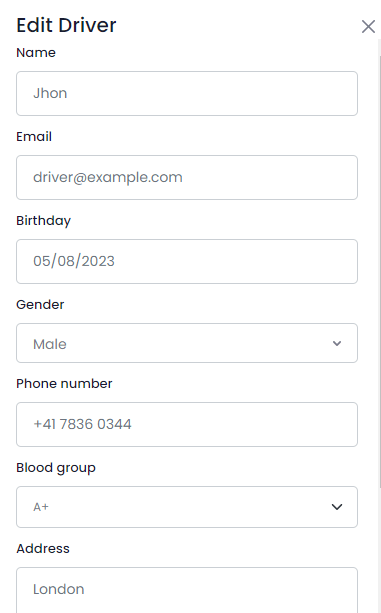 Edit Driver
Name
Jhon
Email
driver@example.com
Birthday
05/08/2023
Gender
Male
Phone number
+41 7836 0344
Blood group
A+
Address
London